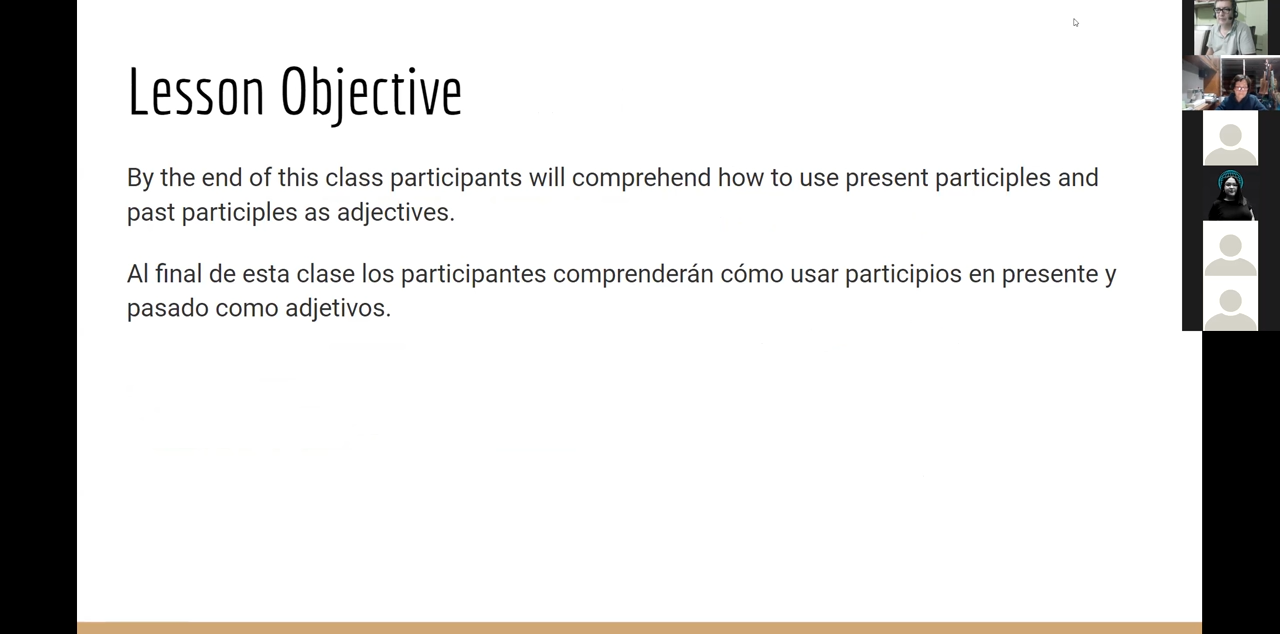 Lesson Objective
By the end of this class participants will comprehend how to use present participles and
past participles as adjectives.
Al final de esta clase los participantes comprenderán cómo usar participios en presente y
pasado como adjetivos.